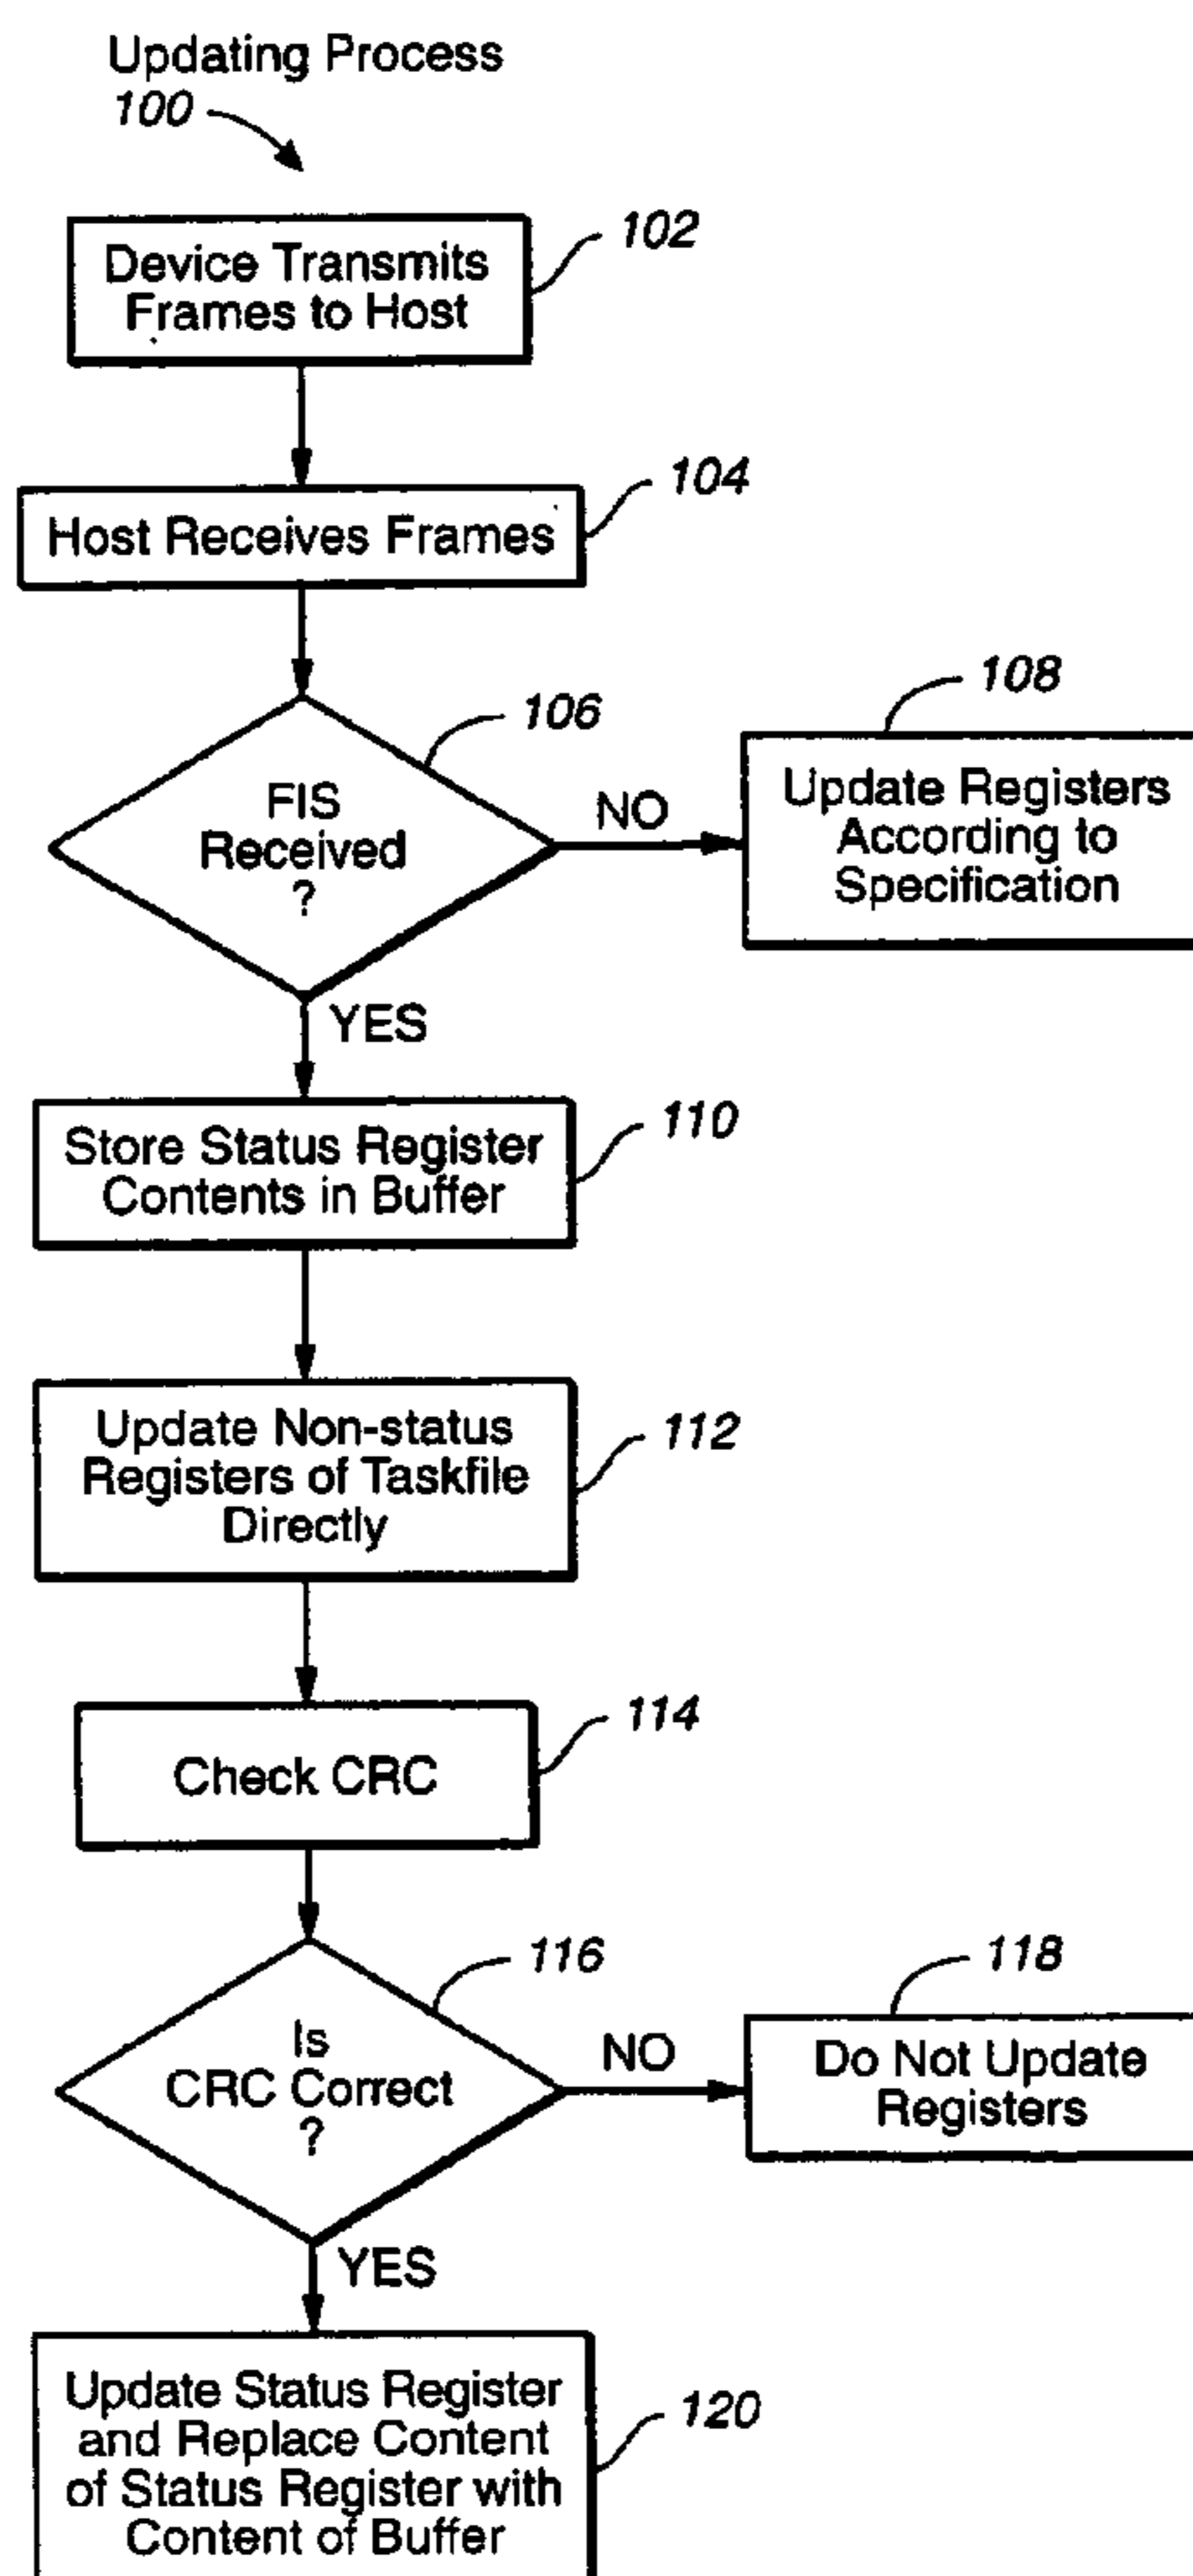 Updating Process
100
102
Device Transmits
Frames to Host
104
Host Receives Frames
106
108
FIS
Received
?
NO
Update Registers
According to
Specification
YES
110
Store Status Register
Contents in Buffer
112
Update Non-status
Registers of Taskfile
Directly
114
Check CRC
116
118
Is
CRC Correct
?
NO
Do Not Update
Registers
YES
120
Update Status Register
and Replace Content
of Status Register with
Content of Buffer